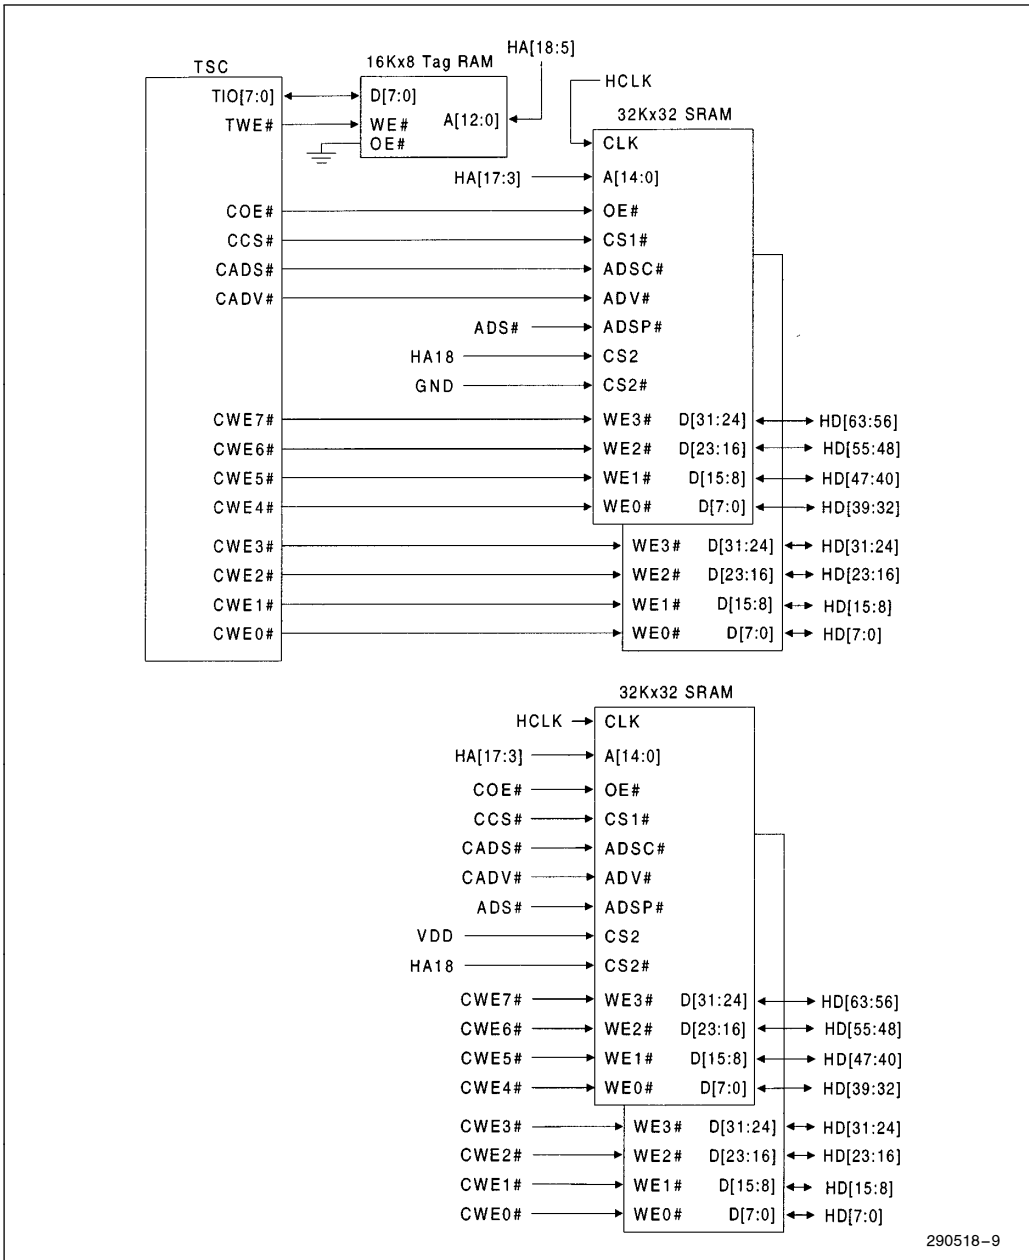 HA[18:5]
TSC
16Kx8 Tag RAM
HCLK
TIO[7:0] D[7:0]
A[12:0]
32Kx32 SRAM
TWE# WE#
OE#
CLK
HA[17:3] A[14:0]
COE# OE#
CCS# CS1#
CADS# ADSC#
CADV# ADV#
ADS# ADSP#
HA18 CS2
GND CS2#
CWE7# WE3# D[31:24] HD[63:56]
CWE6# WE2# D[23:16] HD[55:48]
CWE5# WE1# D[15:8] HD[47:40]
CWE4# WE0# D[7:0] HD[39:32]
CWE3# WE3# D[31:24] HD[31:24]
CWE2# WE2# D[23:16] HD[23:16]
CWE1# WE1# D[15:8] HD[15:8]
CWE0# WE0# D[7:0] HD[7:0]
32Kx32 SRAM
HCLK CLK
HA[17:3] A[14:0]
COE# OE#
CCS# CS1#
CADS# ADSC#
CADV# ADV#
ADS# ADSP#
VDD CS2
HA18 CS2#
CWE7# WE3# D[31:24] HD[63:56]
CWE6# WE2# D[23:16] HD[55:48]
CWE5# WE1# D[15:8] HD[47:40]
CWE4# WE0# D[7:0] HD[39:32]
CWE3# WE3# D[31:24] HD[31:24]
CWE2# WE2# D[23:16] HD[23:16]
CWE1# WE1# D[15:8] HD[15:8]
CWE0# WE0# D[7:0] HD[7:0]
290518–9